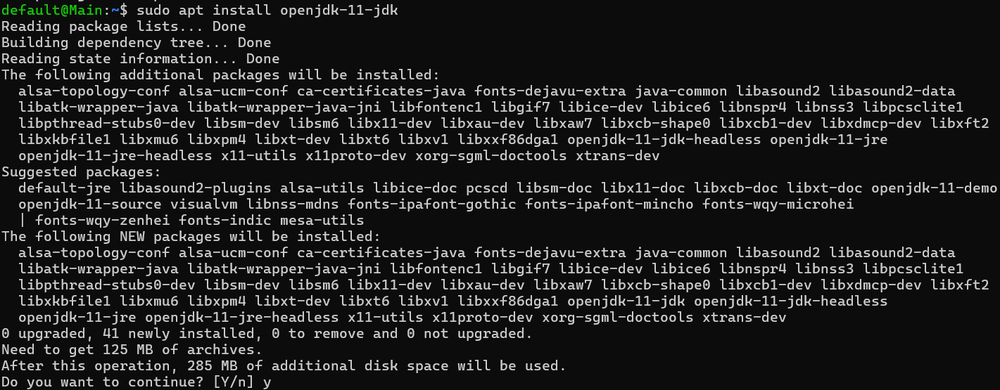 default@Main:~$ sudo apt install openjdk-11-jdk
Reading package lists... Done
Building dependency tree... Done
Reading state information... Done
The following additional packages will be installed:
  alsa-topology-conf alsa-ucm-conf ca-certificates-java fonts-dejavu-extra java-common libasound2 libasound2-data
  libatk-wrapper-java libatk-wrapper-java-jni libfontenc1 libgif7 libice-dev libice6 libnspr4 libnss3 libpcsclite1
  libpthread-stubs0-dev libsm-dev libsm6 libx11-dev libxau-dev libxaw7 libxcb-shape0 libxcb1-dev libxdmcp-dev libxft2
  libxkbfile1 libxmu6 libxpm4 libxt-dev libxt6 libxv1 libxxf86dga1 openjdk-11-jdk-headless openjdk-11-jre
  openjdk-11-jre-headless x11-utils x11proto-dev xorg-sgml-doctools xtrans-dev
Suggested packages:
  default-jre libasound2-plugins alsa-utils libice-doc pcscd libsm-doc libx11-doc libxcb-doc libxt-doc openjdk-11-demo
  openjdk-11-source visualvm libnss-mdns fonts-ipafont-gothic fonts-ipafont-mincho fonts-wqy-microhei
  | fonts-wqy-zenhei fonts-indic mesa-utils
The following NEW packages will be installed:
  alsa-topology-conf alsa-ucm-conf ca-certificates-java fonts-dejavu-extra java-common libasound2 libasound2-data
  libatk-wrapper-java libatk-wrapper-java-jni libfontenc1 libgif7 libice-dev libice6 libnspr4 libnss3 libpcsclite1
  libpthread-stubs0-dev libsm-dev libsm6 libx11-dev libxau-dev libxaw7 libxcb-shape0 libxcb1-dev libxdmcp-dev libxft2
  libxkbfile1 libxmu6 libxpm4 libxt-dev libxt6 libxv1 libxxf86dga1 openjdk-11-jdk openjdk-11-jdk-headless
  openjdk-11-jre openjdk-11-jre-headless x11-utils x11proto-dev xorg-sgml-doctools xtrans-dev
0 upgraded, 41 newly installed, 0 to remove and 0 not upgraded.
Need to get 125 MB of archives.
After this operation, 285 MB of additional disk space will be used.
Do you want to continue? [Y/n] y